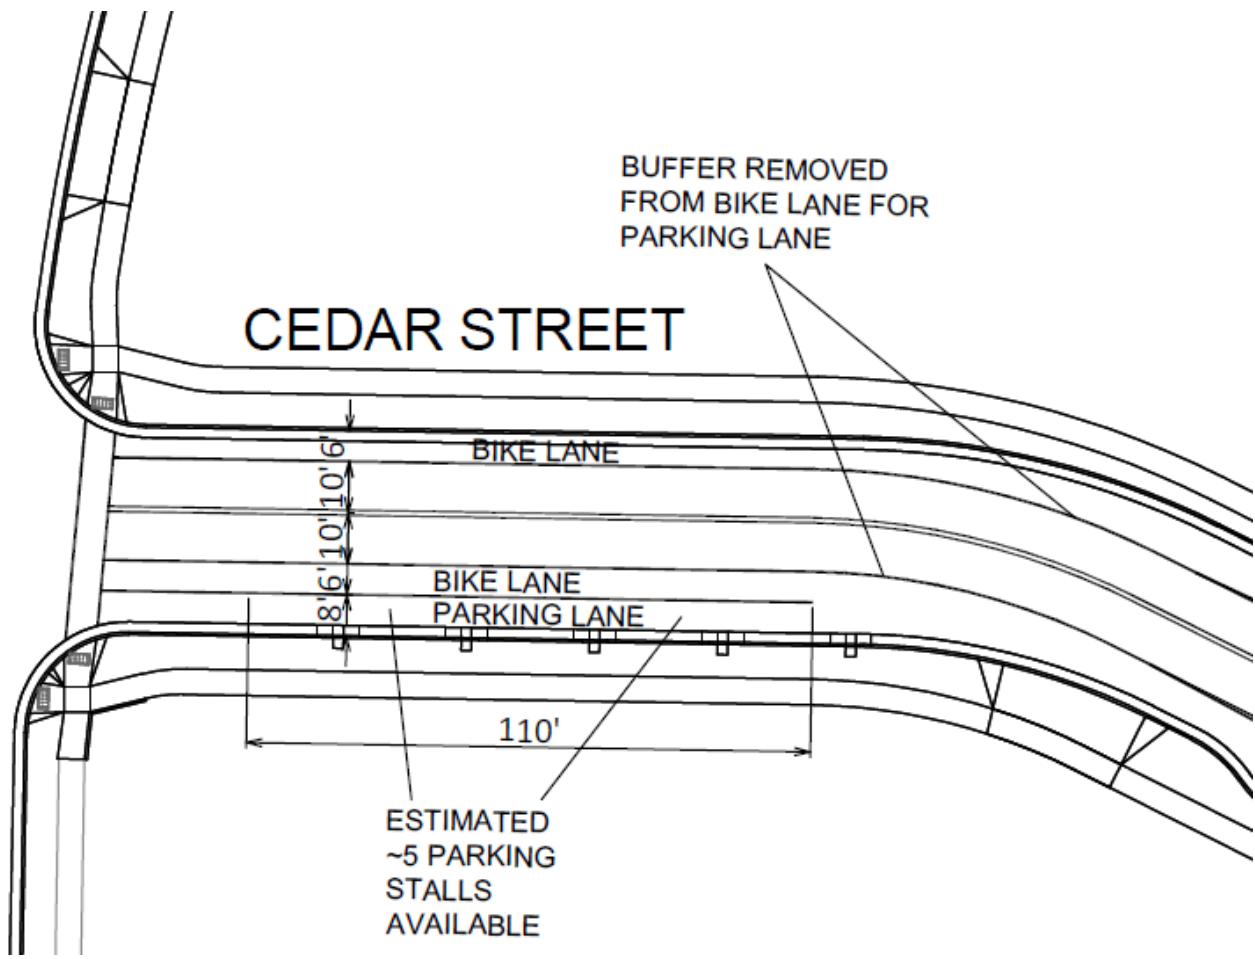 BUFFER REMOVED
FROM BIKE LANE FOR
PARKING LANE
CEDAR STREET
6'
BIKE LANE
10'
10'
6'
BIKE LANE
8'
PARKING LANE
110'
ESTIMATED
~5 PARKING
STALLS
AVAILABLE